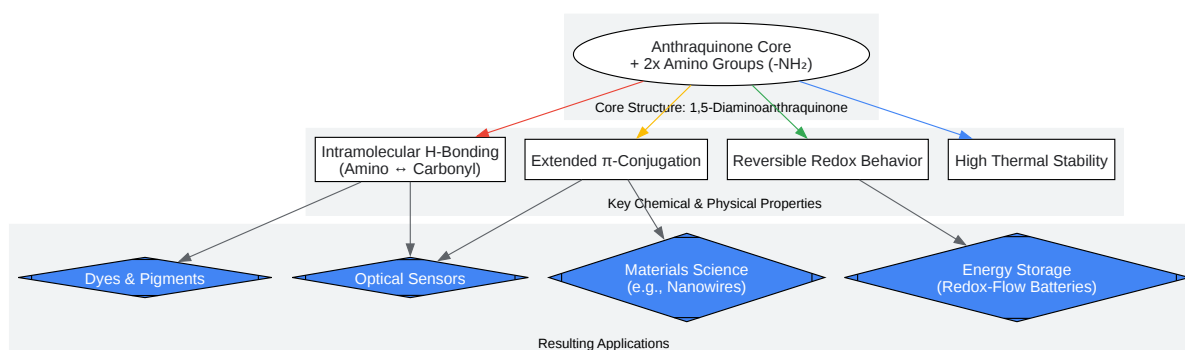 Anthraquinone Core
+ 2x Amino Groups (-NH₂)
Core Structure: 1,5-Diaminoanthraquinone
Intramolecular H-Bonding
(Amino ↔ Carbonyl)
Extended π-Conjugation
Reversible Redox Behavior
High Thermal Stability
Key Chemical & Physical Properties
Dyes & Pigments
Optical Sensors
Materials Science
(e.g., Nanowires)
Energy Storage
(Redox-Flow Batteries)
Resulting Applications